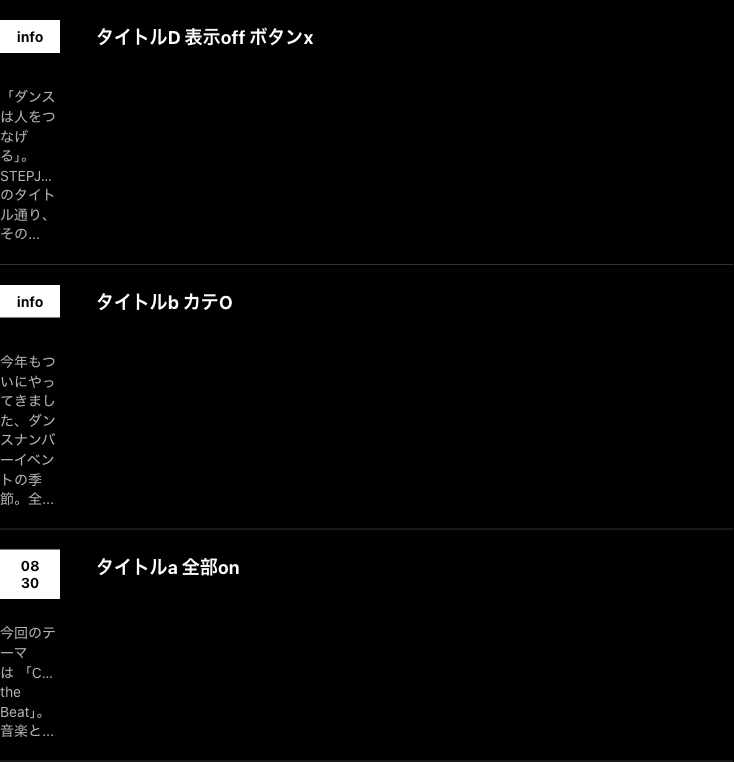 info
タイトルD 表示off ボタンx
「ダンス
は人をつ
なげ
る」。
STEPJ...
のタイト
ル通り、
その...
info
タイトルb カテO
今年もつ
いにやっ
てきまし
た、ダン
スナンバ
ーイベン
トの季
節。全...
08
30
タイトルa 全部on
今回のテ
ーマ
は 「C...
the
Beat」。
音楽と...